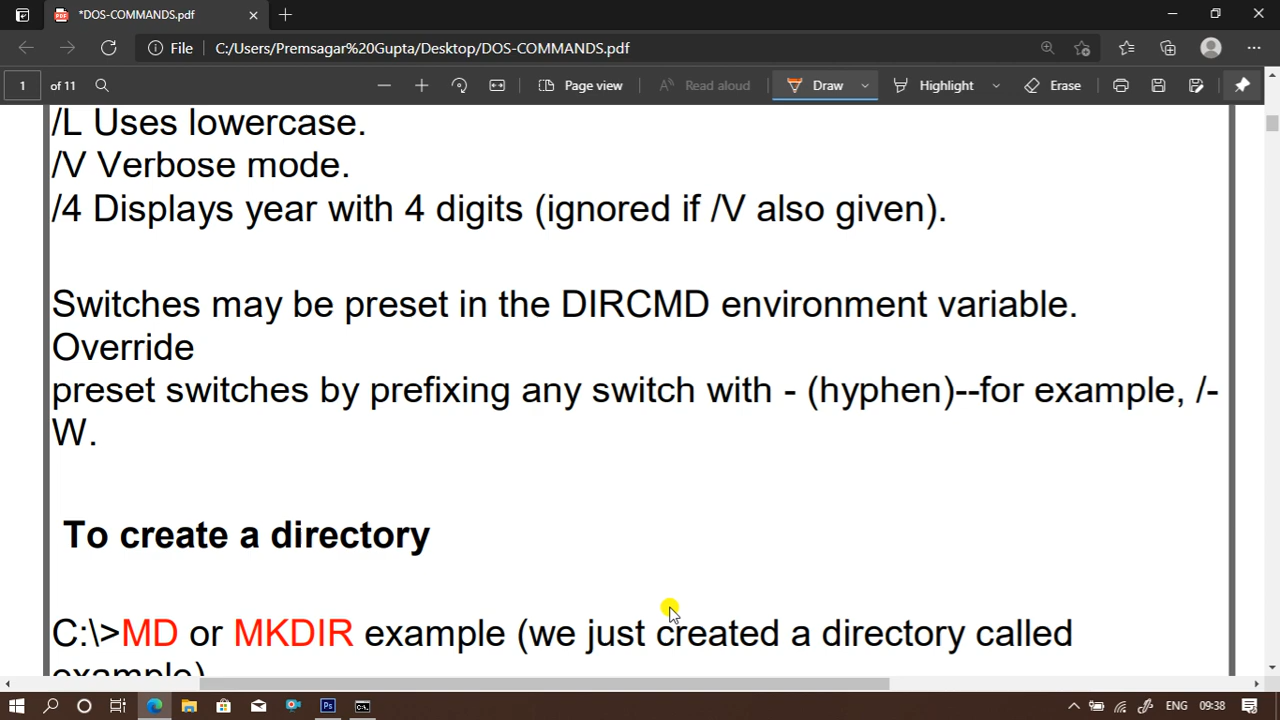 *DOS-COMMANDS.pdf
File C:/Users/Premsagar%20Gupta/Desktop/DOS-COMMANDS.pdf
1 of 11 Page view Read aloud Draw Highlight Erase
/L Uses lowercase.
/V Verbose mode.
/4 Displays year with 4 digits (ignored if /V also given).
Switches may be preset in the DIRCMD environment variable.
Override
preset switches by prefixing any switch with - (hyphen)--for example, /-
W.
To create a directory
C:\>MD or MKDIR example (we just created a directory called
example)
ENG 09:38